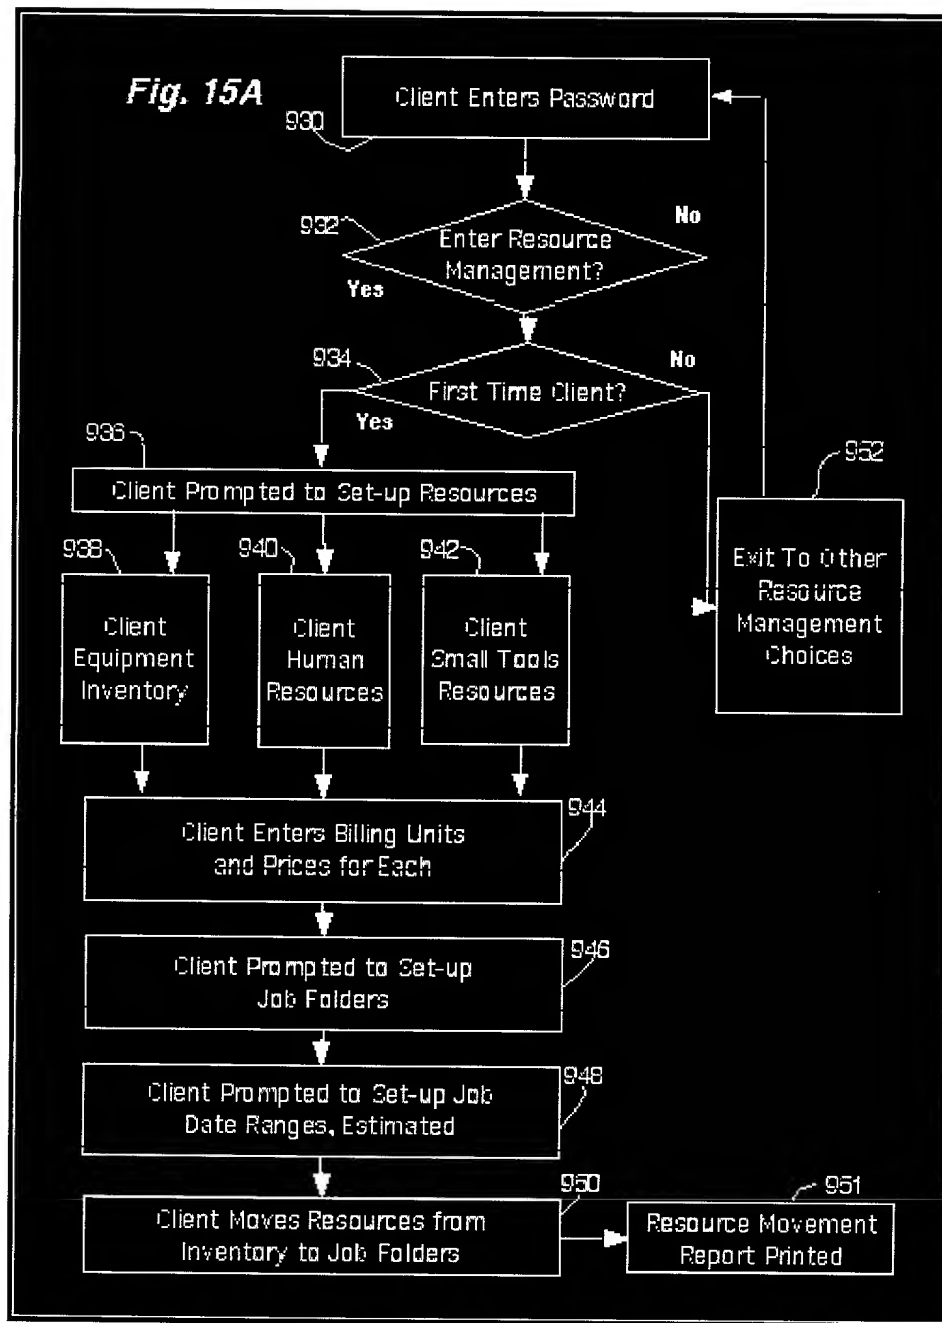 Fig. 15A
Client Enters Password
930
932
No
Enter Resource
Management?
Yes
934
No
First Time Client?
Yes
936
952
Client Prompted to Set-up Resources
938
940
942
Exit To Other
Resource
Management
Choices
Client
Equipment
Inventory
Client
Human
Resources
Client
Small Tools
Resources
944
Client Enters Billing Units
and Prices for Each
946
Client Prompted to Set-up
Job Folders
948
Client Prompted to Set-up Job
Date Ranges, Estimated
950
951
Client Moves Resources from
Inventory to Job Folders
Resource Movement
Report Printed